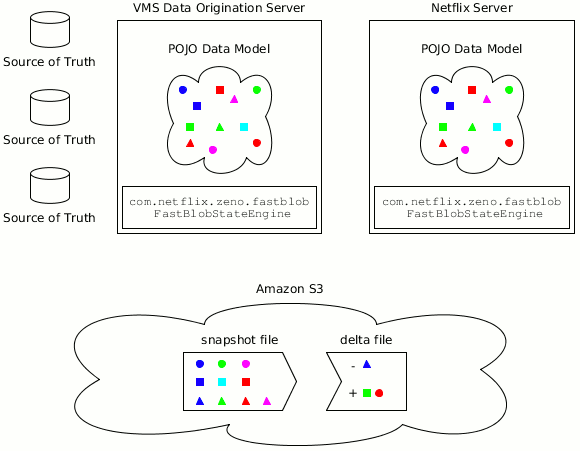 VMS Data Origination Server
Netflix Server
Source of Truth
POJO Data Model
POJO Data Model
Source of Truth
Source of Truth
com.netflix.zeno.fastblob
FastBlobStateEngine
com.netflix.zeno.fastblob
FastBlobStateEngine
Amazon S3
snapshot file
delta file
-
+